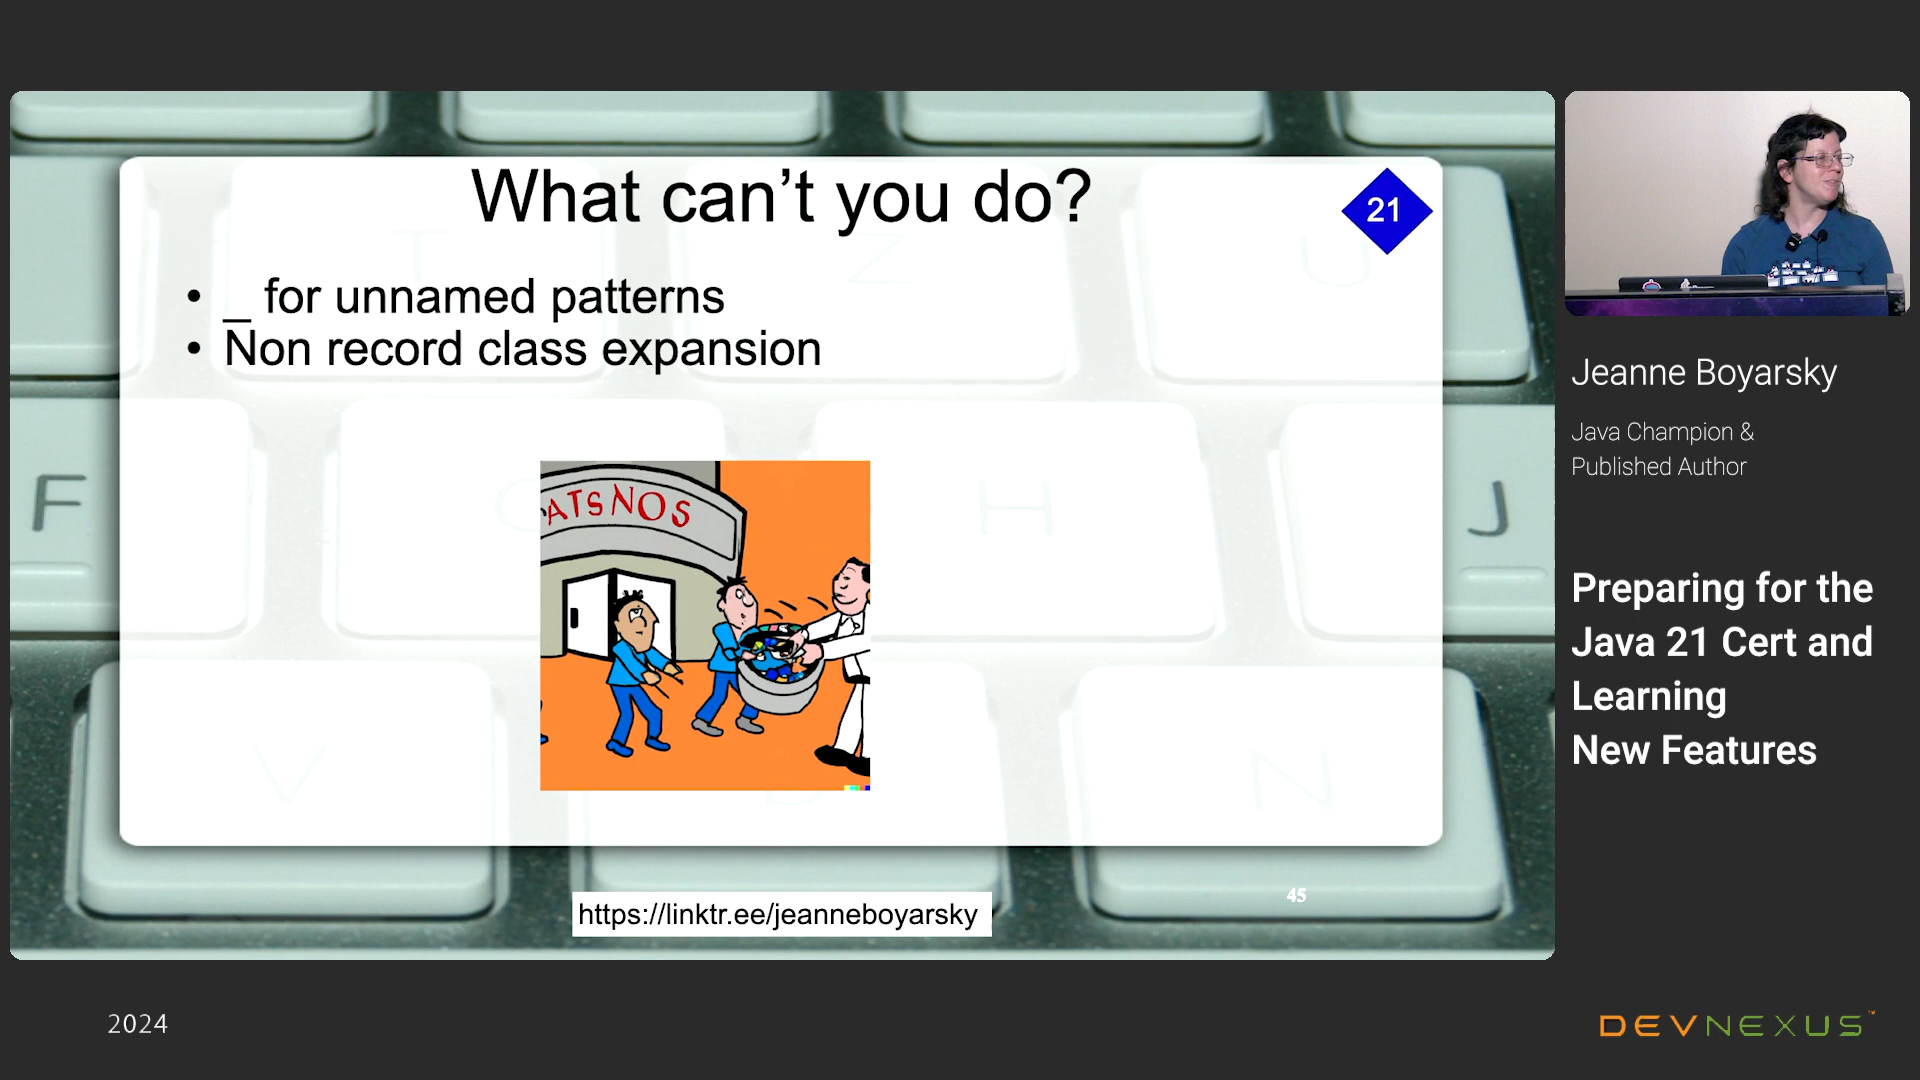 What can’t you do?
21
• _ for unnamed patterns
• Non record class expansion
ATSNOS
F
H
J
V
N
45
https://linktr.ee/jeanneboyarsky
Jeanne Boyarsky
Java Champion &
Published Author
Preparing for the
Java 21 Cert and
Learning
New Features
2024
DEVNEXUS™